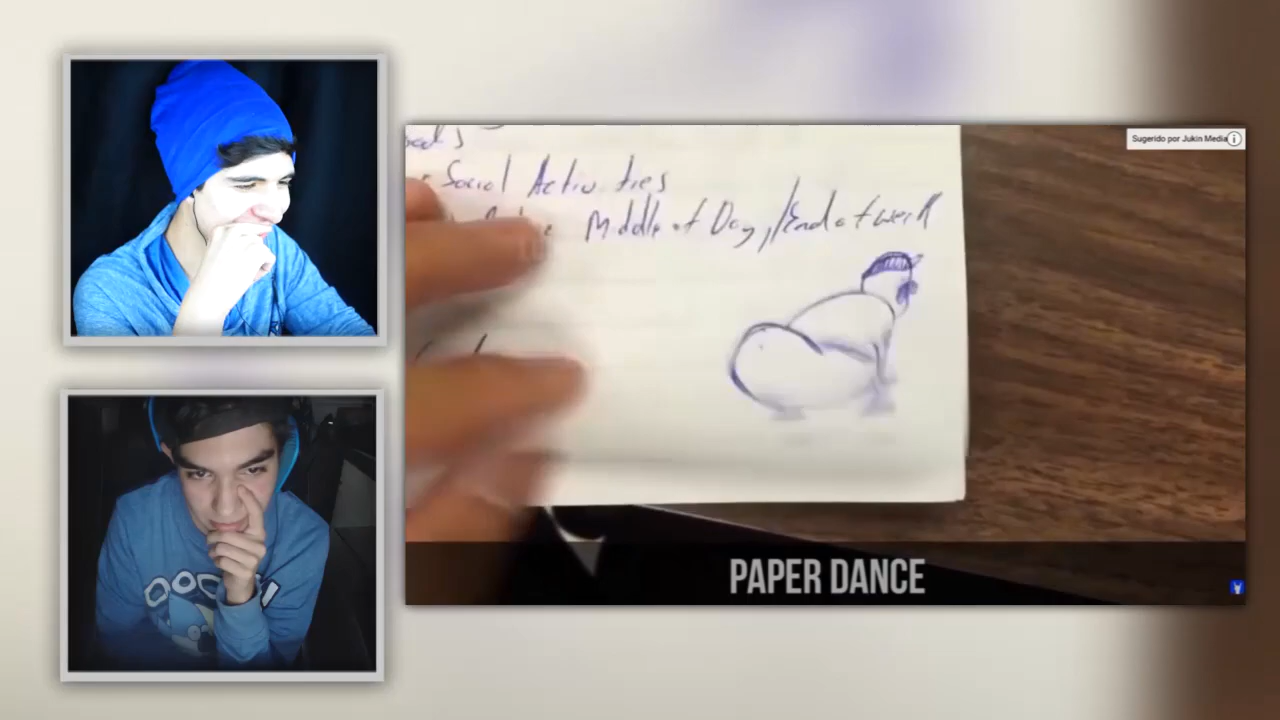 Sugerido por Jukin Media
Social Activities
Middle of Day, / End of week
PAPER DANCE